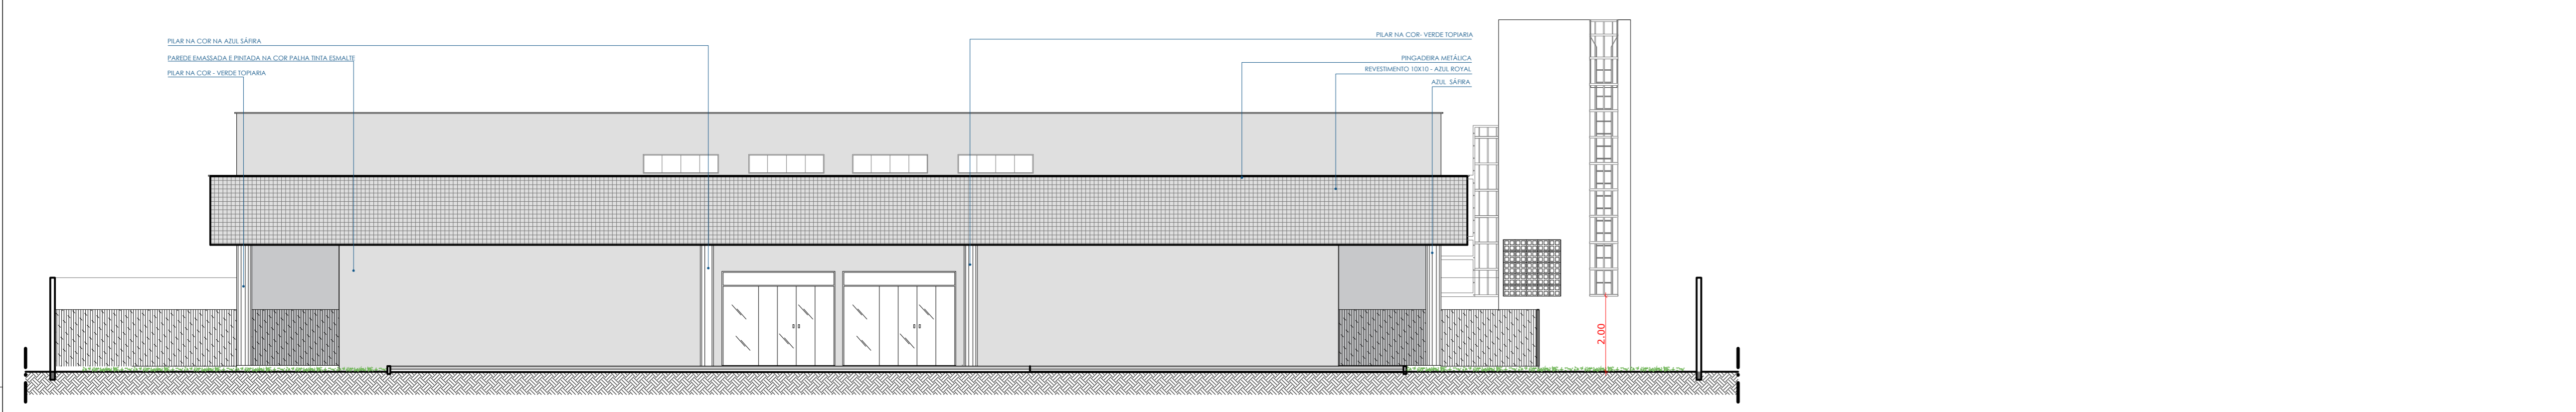 PILAR NA COR NA AZUL SÁFIRA
PAREDE EMASSADA E PINTADA NA COR PALHA TINTA ESMALTE
PILAR NA COR - VERDE TOPIARIA
PILAR NA COR- VERDE TOPIARIA
PINGADEIRA METÁLICA
REVESTIMENTO 10X10 - AZUL ROYAL
AZUL SÁFIRA
2.00